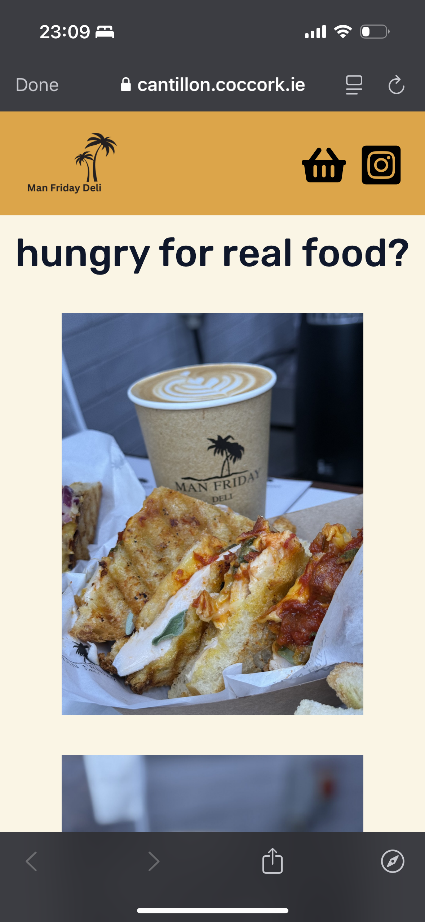 23:09
Done
cantillon.coccork.ie
Man Friday Deli
hungry for real food?
MAN FRIDAY
DELI